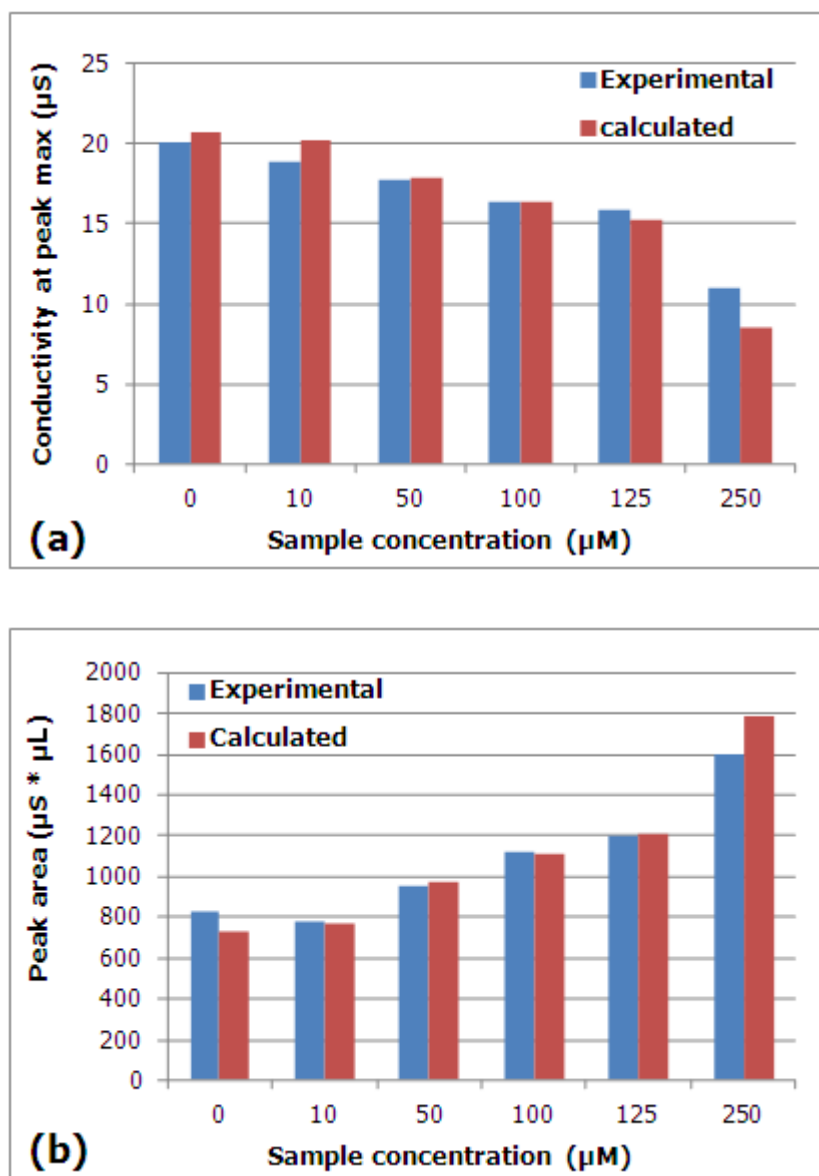 25
20
15
10
5
0
Conductivity at peak max (µS)
Experimental
calculated
0 10 50 100 125 250
Sample concentration (µM)
(a)
2000
1800
1600
1400
1200
1000
800
600
400
200
0
Peak area (µS * µL)
Experimental
Calculated
0 10 50 100 125 250
Sample concentration (µM)
(b)